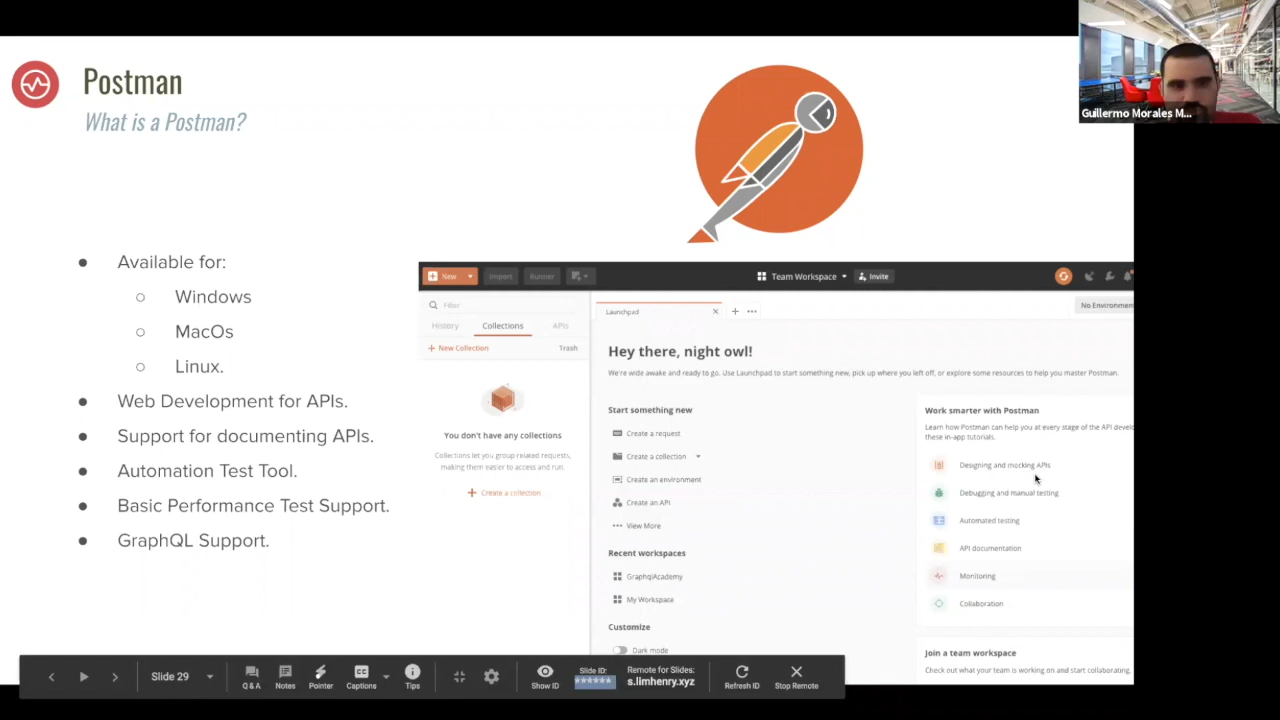 Postman
What is a Postman?
Guillermo Morales M...
Available for:
Windows
MacOs
Linux.
Web Development for APIs.
Support for documenting APIs.
Automation Test Tool.
Basic Performance Test Support.
GraphQL Support.
New
Import
Runner
Team Workspace
Invite
Filter
History
Collections
APIs
+ New Collection
Trash
You don't have any collections
Collections let you group related requests,
making them easier to access and run.
+ Create a collection
Launchpad
No Environmen
Hey there, night owl!
We're wide awake and ready to go. Use Launchpad to start something new, pick up where you left off, or explore some resources to help you master Postman.
Start something new
Create a request
Create a collection
Create an environment
Create an API
View More
Recent workspaces
GraphqlAcademy
My Workspace
Customize
Dark mode
Work smarter with Postman
Learn how Postman can help you at every stage of the API devel
these in-app tutorials.
Designing and mocking APIs
Debugging and manual testing
Automated testing
API documentation
Monitoring
Collaboration
Join a team workspace
Check out what your team is working on and start collaborating.
Slide 29
Q & A
Notes
Pointer
CC
Captions
Tips
Show ID
Slide ID:
******
Remote for Slides:
s.limhenry.xyz
Refresh ID
Stop Remote